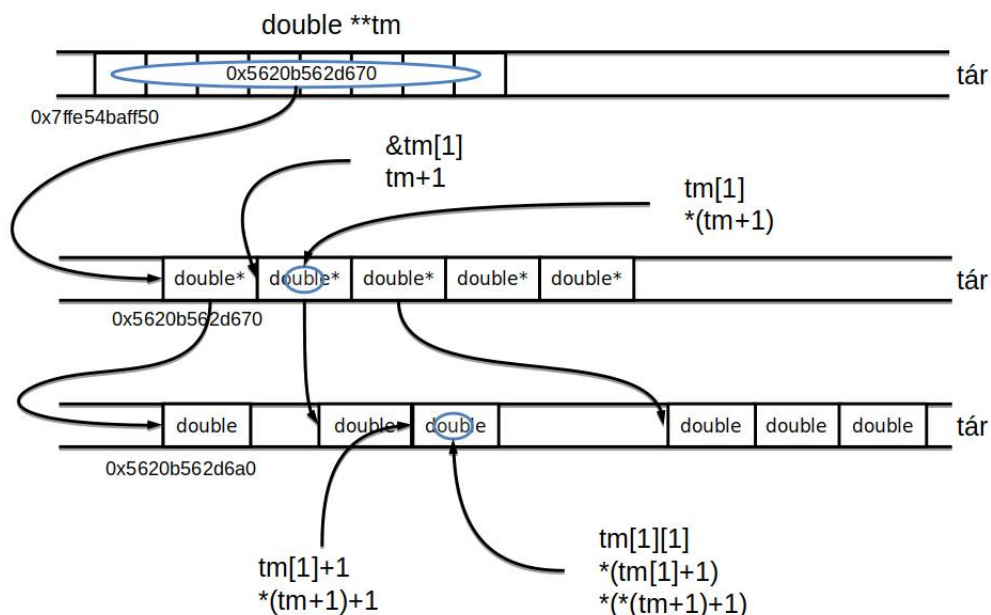 double **tm
0x5620b562d670
tár
0x7ffe54baff50
&tm[1]
tm+1
tm[1]
*(tm+1)
double* double* double* double* double*
tár
0x5620b562d670
double double double double double double
tár
0x5620b562d6a0
tm[1]+1
*(tm+1)+1
tm[1][1]
*(tm[1]+1)
*(*(tm+1)+1)